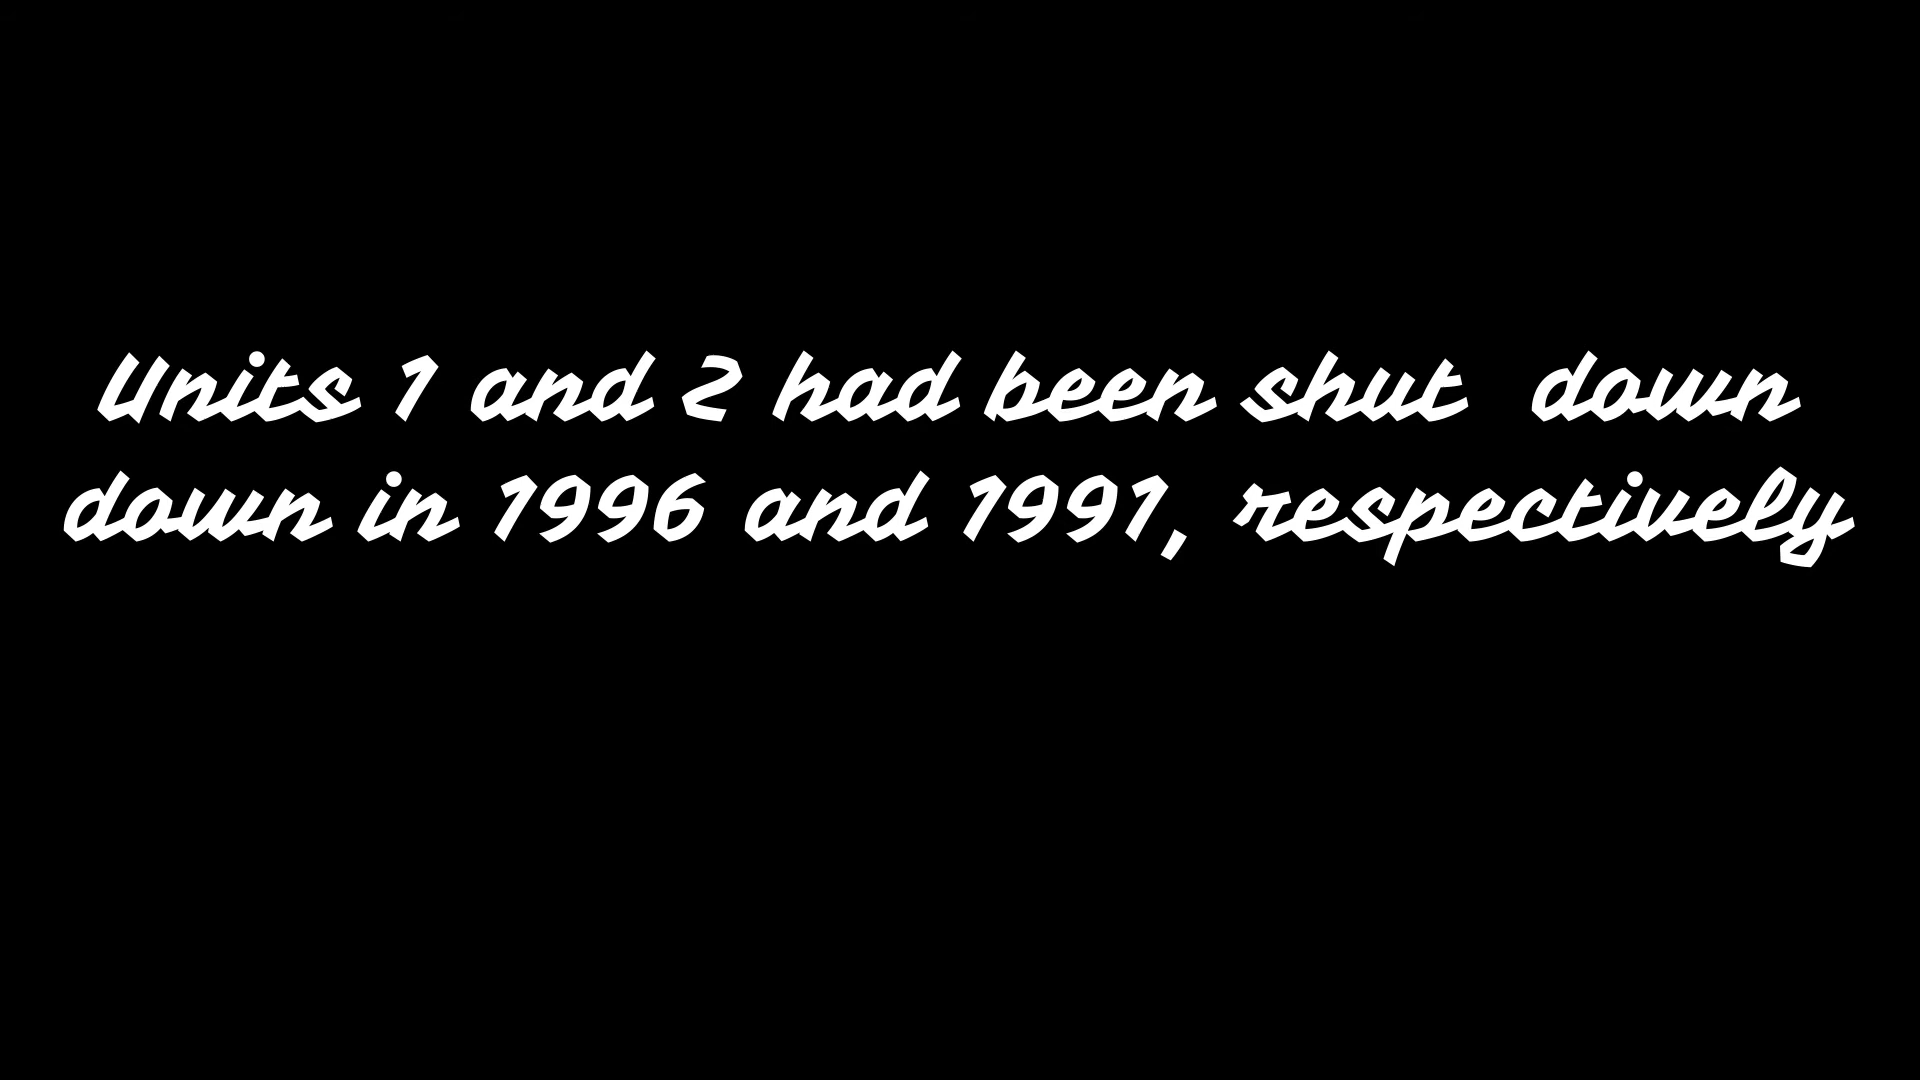 Units 1 and 2 had been shut down
down in 1996 and 1991, respectively